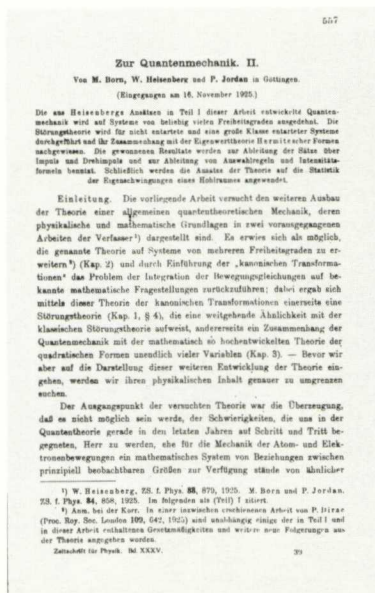 557
Zur Quantenmechanik. II.
Von M. Born, W. Heisenberg und P. Jordan in Göttingen.
(Eingegangen am 16. November 1925.)
Die aus Heisenbergs Ansätzen in Teil I dieser Arbeit entwickelte Quanten-
mechanik wird auf Systeme von beliebig vielen Freiheitsgraden ausgedehnt. Die
Störungstheorie wird für nicht entartete und eine große Klasse entarteter Systeme
durchgeführt und ihr Zusammenhang mit der Eigenwerttheorie Hermitescher Formen
nachgewiesen. Die gewonnenen Resultate werden zur Ableitung der Sätze über
Impuls und Drehimpuls und zur Ableitung von Auswahlregeln und Intensitäts-
formeln benutzt. Schließlich werden die Ansätze der Theorie auf die Statistik
der Eigenschwingungen eines Hohlraumes angewendet.
Einleitung. Die vorliegende Arbeit versucht den weiteren Ausbau
der Theorie einer allgemeinen quantentheoretischen Mechanik, deren
physikalische und mathematische Grundlagen in zwei vorausgegangenen
Arbeiten der Verfasser¹) dargestellt sind. Es erwies sich als möglich,
die genannte Theorie auf Systeme von mehreren Freiheitsgraden zu er-
weitern²) (Kap. 2) und durch Einführung der „kanonischen Transforma-
tionen“ das Problem der Integration der Bewegungsgleichungen auf be-
kannte mathematische Fragestellungen zurückzuführen; dabei ergab sich
mittels dieser Theorie der kanonischen Transformationen einerseits eine
Störungstheorie (Kap. 1, § 4), die eine weitgehende Ähnlichkeit mit der
klassischen Störungstheorie aufweist, andererseits ein Zusammenhang der
Quantenmechanik mit der mathematisch so hochentwickelten Theorie der
quadratischen Formen unendlich vieler Variablen (Kap. 3). — Bevor wir
aber auf die Darstellung dieser weiteren Entwicklung der Theorie ein-
gehen, werden wir ihren physikalischen Inhalt genauer zu umgrenzen
suchen.
Der Ausgangspunkt der versuchten Theorie war die Überzeugung,
daß es nicht möglich sein werde, der Schwierigkeiten, die uns in der
Quantentheorie gerade in den letzten Jahren auf Schritt und Tritt be-
gegneten, Herr zu werden, ehe für die Mechanik der Atom- und Elek-
tronenbewegungen ein mathematisches System von Beziehungen zwischen
prinzipiell beobachtbaren Größen zur Verfügung stände von ähnlicher
¹) W. Heisenberg, ZS. f. Phys. 33, 879, 1925. M. Born und P. Jordan,
ZS. f. Phys. 34, 858, 1925. Im folgenden als (Teil) I zitiert.
²) Anm. bei der Korr. In einer inzwischen erschienenen Arbeit von P. Dirac
(Proc. Roy. Soc. London 109, 642, 1925) sind unabhängig einige der in Teil I und
in dieser Arbeit enthaltenen Gesetzmäßigkeiten und weitere neue Folgerungen aus
der Theorie angegeben worden.
Zeitschrift für Physik. Bd. XXXV.
39